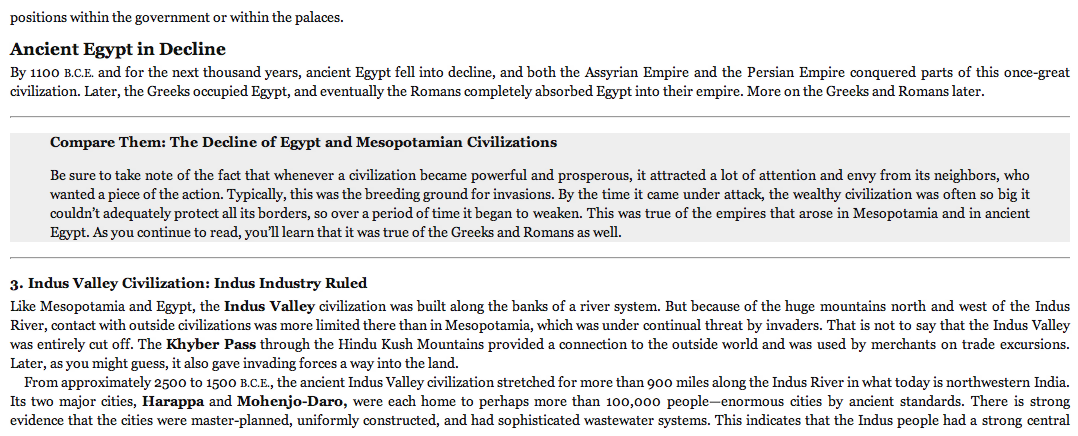 positions within the government or within the palaces.
Ancient Egypt in Decline
By 1100 B.C.E. and for the next thousand years, ancient Egypt fell into decline, and both the Assyrian Empire and the Persian Empire conquered parts of this once-great
civilization. Later, the Greeks occupied Egypt, and eventually the Romans completely absorbed Egypt into their empire. More on the Greeks and Romans later.
Compare Them: The Decline of Egypt and Mesopotamian Civilizations
Be sure to take note of the fact that whenever a civilization became powerful and prosperous, it attracted a lot of attention and envy from its neighbors, who
wanted a piece of the action. Typically, this was the breeding ground for invasions. By the time it came under attack, the wealthy civilization was often so big it
couldn’t adequately protect all its borders, so over a period of time it began to weaken. This was true of the empires that arose in Mesopotamia and in ancient
Egypt. As you continue to read, you’ll learn that it was true of the Greeks and Romans as well.
3. Indus Valley Civilization: Indus Industry Ruled
Like Mesopotamia and Egypt, the Indus Valley civilization was built along the banks of a river system. But because of the huge mountains north and west of the Indus
River, contact with outside civilizations was more limited there than in Mesopotamia, which was under continual threat by invaders. That is not to say that the Indus Valley
was entirely cut off. The Khyber Pass through the Hindu Kush Mountains provided a connection to the outside world and was used by merchants on trade excursions.
Later, as you might guess, it also gave invading forces a way into the land.
From approximately 2500 to 1500 B.C.E., the ancient Indus Valley civilization stretched for more than 900 miles along the Indus River in what today is northwestern India.
Its two major cities, Harappa and Mohenjo-Daro, were each home to perhaps more than 100,000 people—enormous cities by ancient standards. There is strong
evidence that the cities were master-planned, uniformly constructed, and had sophisticated wastewater systems. This indicates that the Indus people had a strong central